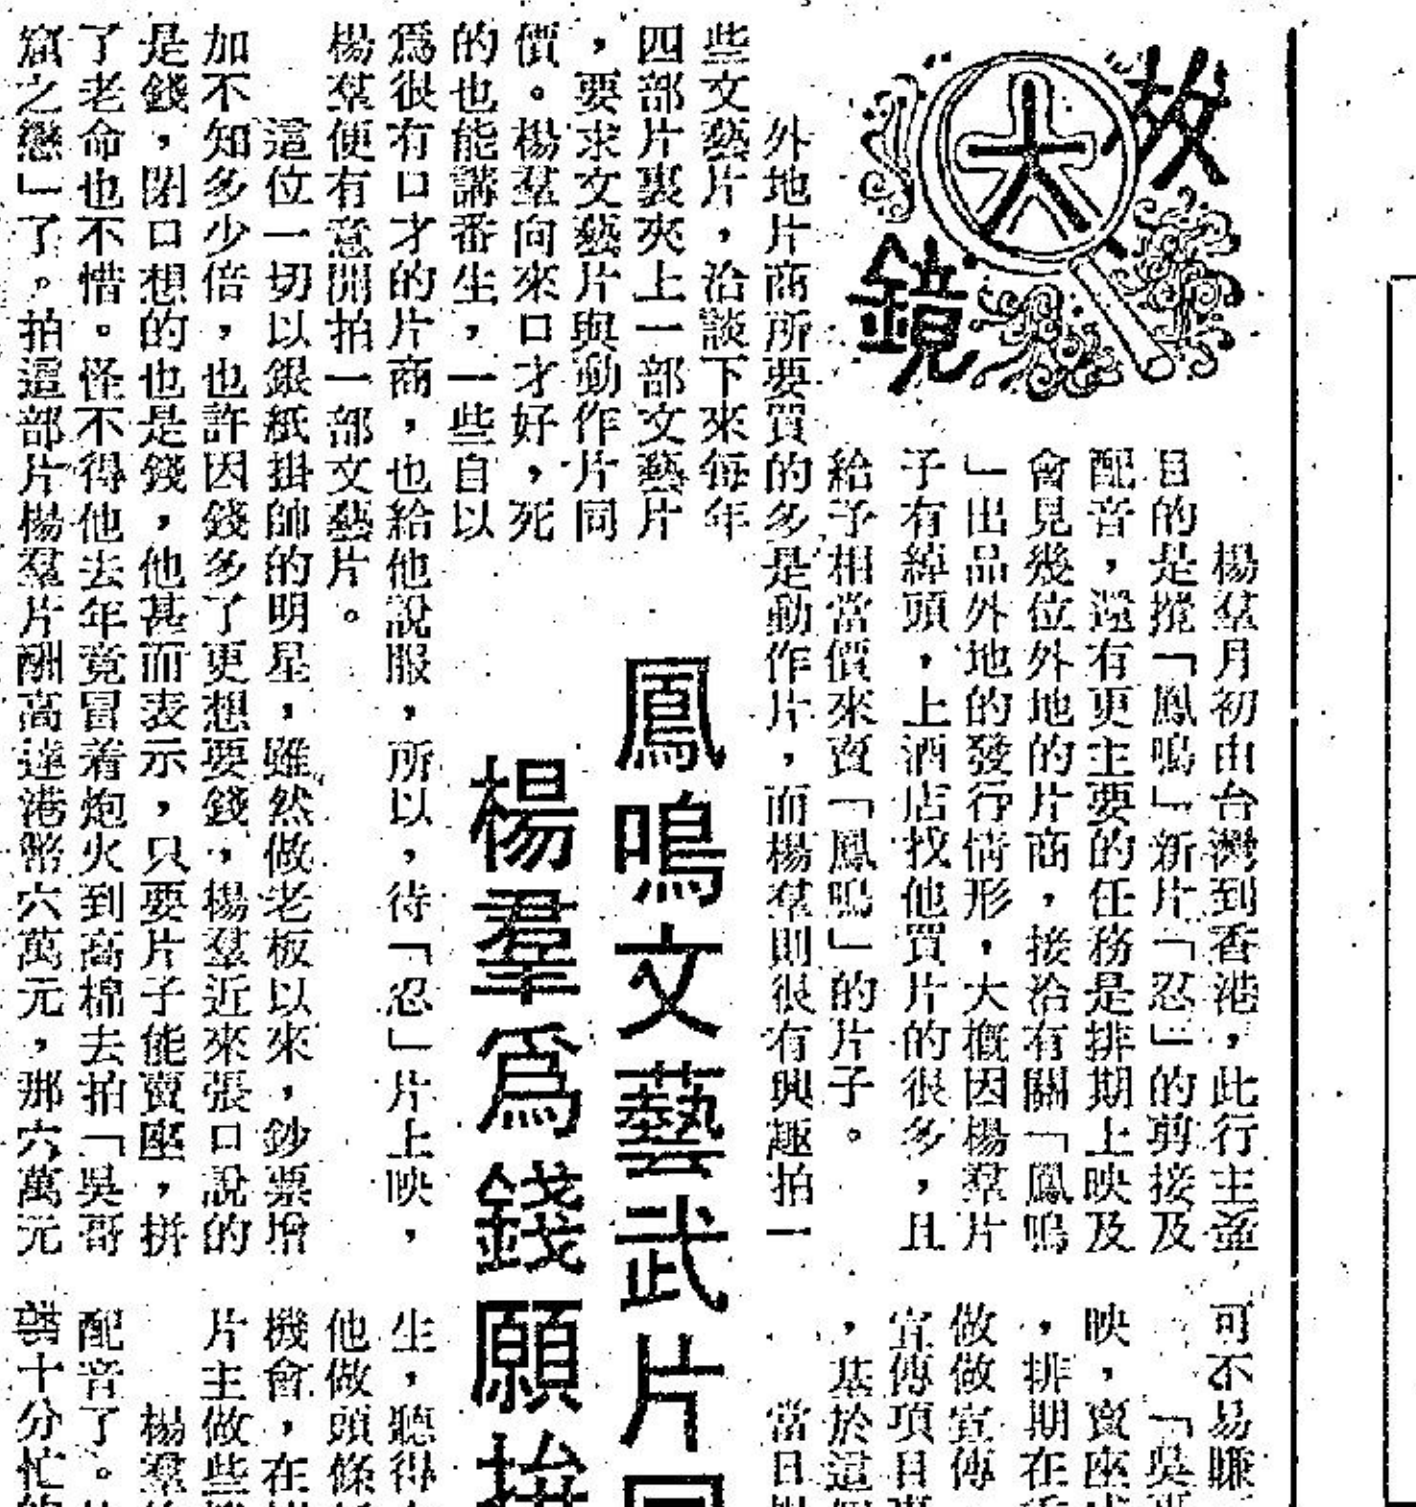 放大鏡
鳳鳴文藝武片同
楊羣爲錢願拚
楊羣月初由台灣到香港，此行主
目的是攪「鳳鳴」新片「忍」的剪接及
配音，還有更主要的任務是排期上映及
會見幾位外地的片商，接洽有關「鳳鳴
」出品外地的發行情形，大概因楊羣片
子有綽頭，上酒店找他買片的很多，且
給予相當價來賣「鳳鳴」的片子。
外地片商所要買的多是動作片，而楊羣則很有興趣拍一
些文藝片，洽談下來每年
四部片裏夾上一部文藝片
，要求文藝片與動作片同
價。楊羣向來口才好，死
的也能講番生，一些自以
爲很有口才的片商，也給他說服，所以，待「忍」片上映，
楊羣便有意開拍一部文藝片。
這位一切以銀紙掛帥的明星，雖然做老板以來，鈔票增
加不知多少倍，也許因錢多了更想要錢，楊羣近來張口說的
是錢，閉口想的也是錢，他甚而表示，只要片子能賣座，拼
了老命也不惜。怪不得他去年竟冒着炮火到高棉去拍「吳哥
窟之戀」了。拍這部片楊羣片酬高達港幣六萬元，那六萬元
可不易賺
「吳哥
映，賣座
，排期在
做做宣傳
宣傳項目
，基於這
當日
生，聽得
他做頭條
機會，在
片主做些
楊羣
配音了。
十分忙